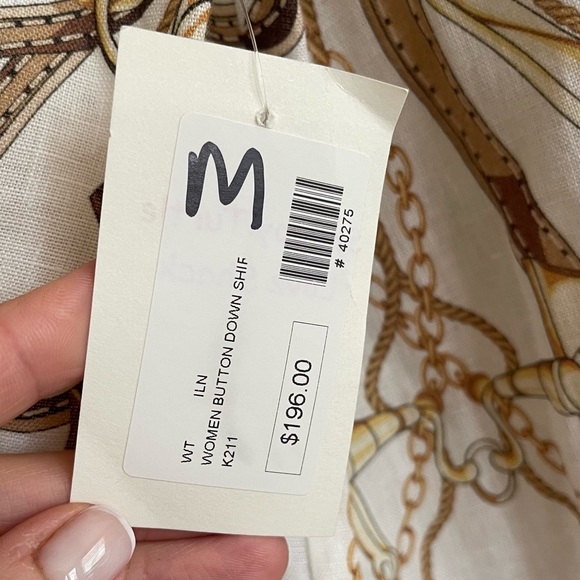 M
WT ILN
WOMEN BUTTON DOWN SHIF
K211
$196.00
# 40275